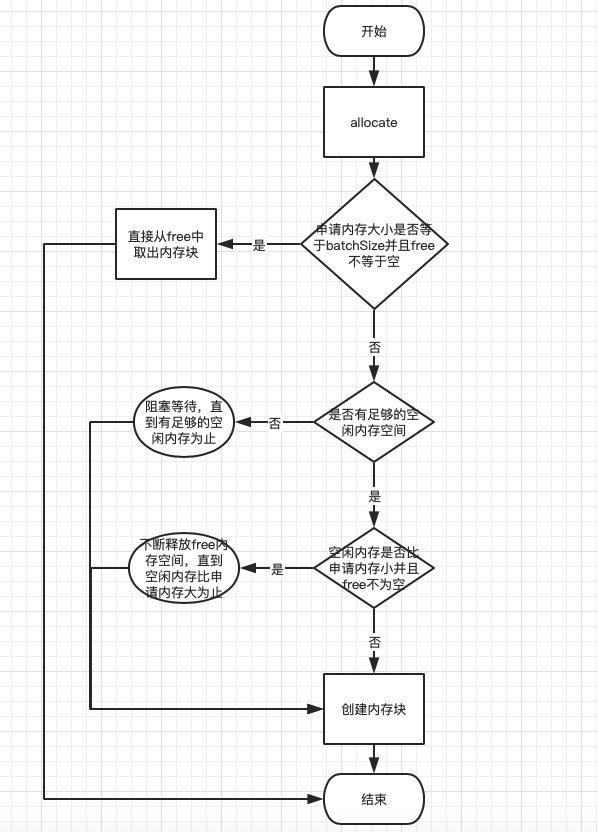 开始
allocate
申请内存大小是否等
于batchSize并且free
不等于空
是
直接从free中
取出内存块
否
是否有足够的空
闲内存空间
否
阻塞等待，直
到有足够的空
闲内存为止
是
空闲内存是否比
申请内存小并且
free不为空
是
不断释放free内
存空间，直到
空闲内存比申
请内存大为止
否
创建内存块
结束